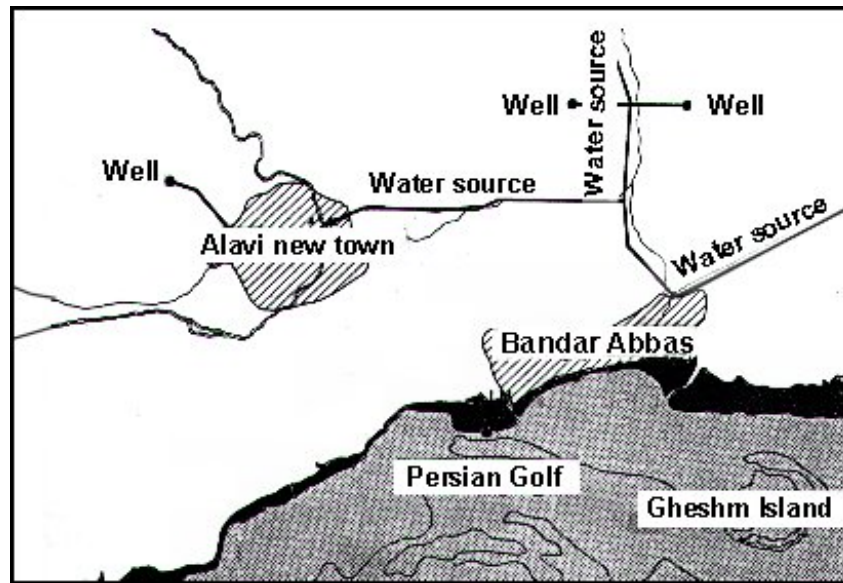 Water source
Well
Well
Well
Water source
Water source
Alavi new town
Bandar Abbas
Persian Golf
Gheshm Island